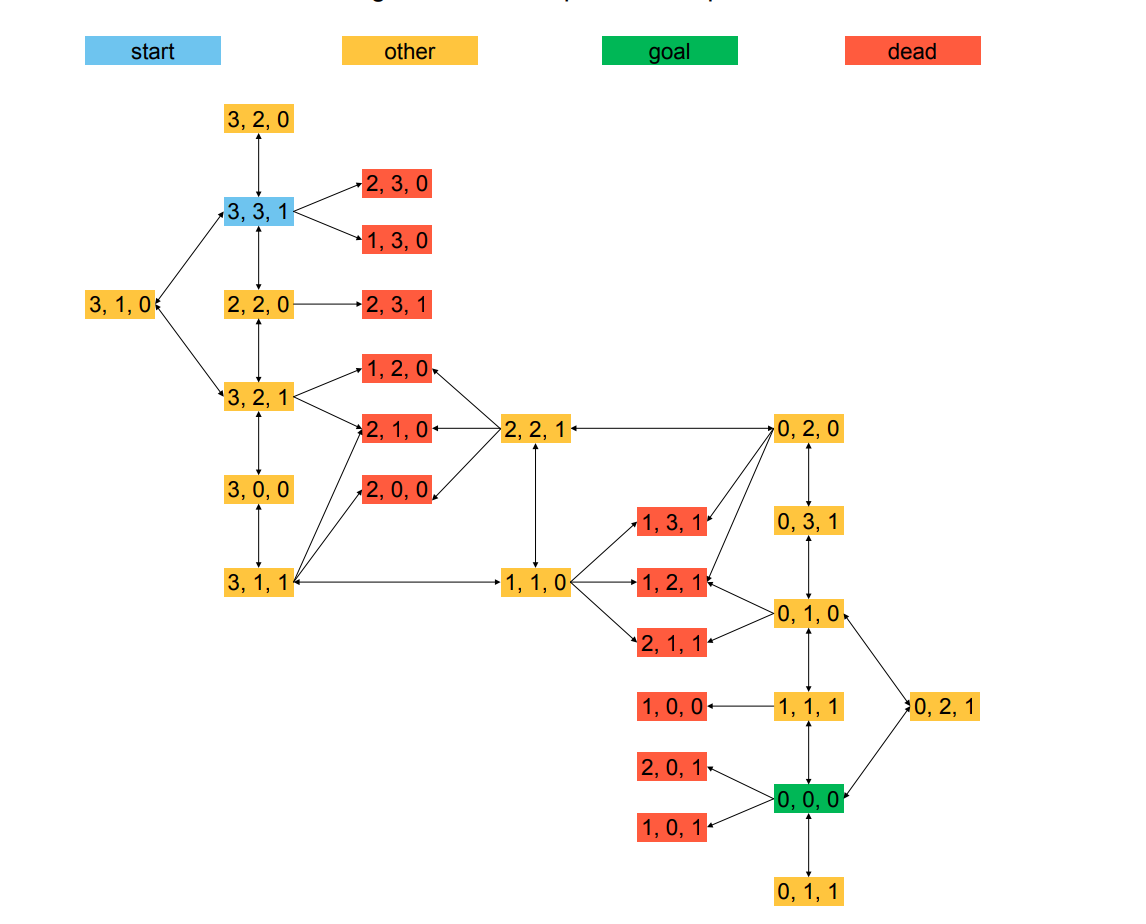 start other goal dead
3, 2, 0
2, 3, 0
3, 3, 1
1, 3, 0
3, 1, 0 2, 2, 0 2, 3, 1
1, 2, 0
3, 2, 1
2, 1, 0 2, 2, 1 0, 2, 0
3, 0, 0 2, 0, 0
1, 3, 1 0, 3, 1
3, 1, 1 1, 1, 0 1, 2, 1
0, 1, 0
2, 1, 1
1, 0, 0 1, 1, 1 0, 2, 1
2, 0, 1
0, 0, 0
1, 0, 1
0, 1, 1